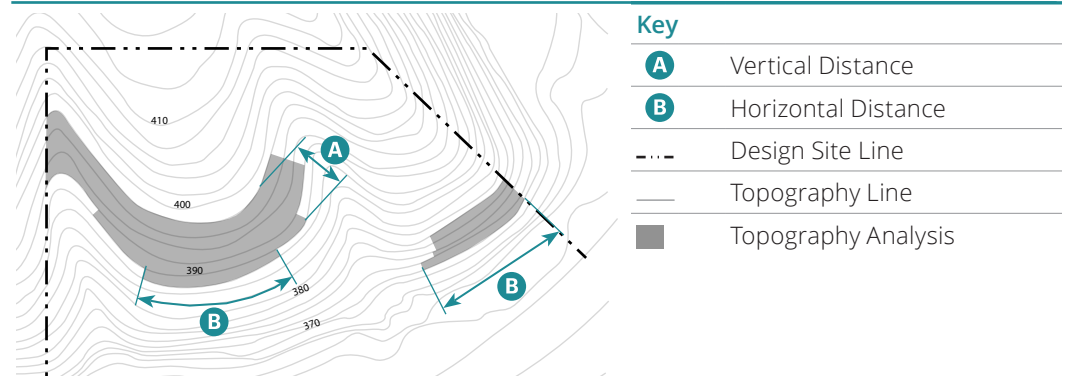 410
400
390
380
370
A
B
B
Key
A Vertical Distance
B Horizontal Distance
Design Site Line
Topography Line
Topography Analysis